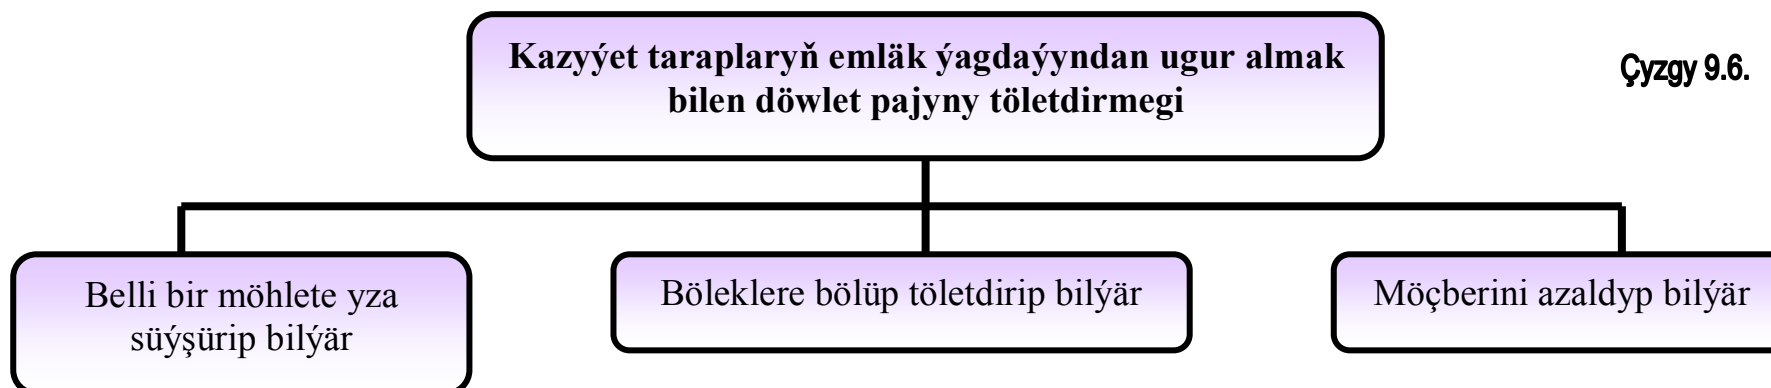 Kazyýet taraplaryň emläk ýagdaýyndan ugur almak
bilen döwlet pajyny töletdirmegi
Çyzgy 9.6.
Belli bir möhlete yza
süýşürip bilýär
Böleklere bölüp töletdirip bilýär
Möçberini azaldyp bilýär